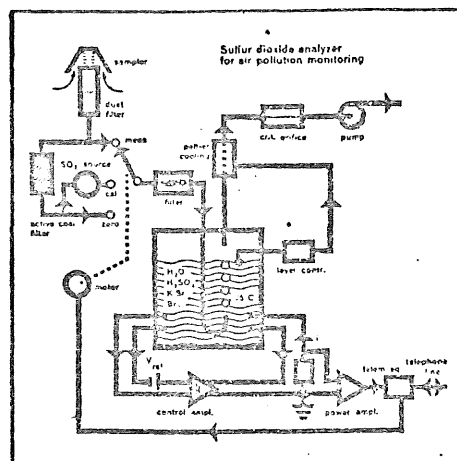 Sulfur dioxide analyzer
for air pollution monitoring
sampler
dust
filter
meas
SO₂ source
cal
zero
active coal
filter
filter
peltier
cooling
crit. orifice
pump
level contr.
H₂O
H₂SO₄
K Br
Br₂
motor
V ref
control ampl.
power ampl.
telem eq
telephone
line